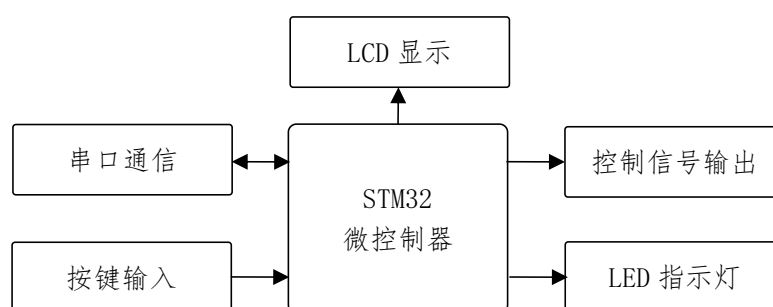 LCD 显示
串口通信
STM32
微控制器
控制信号输出
按键输入
LED 指示灯